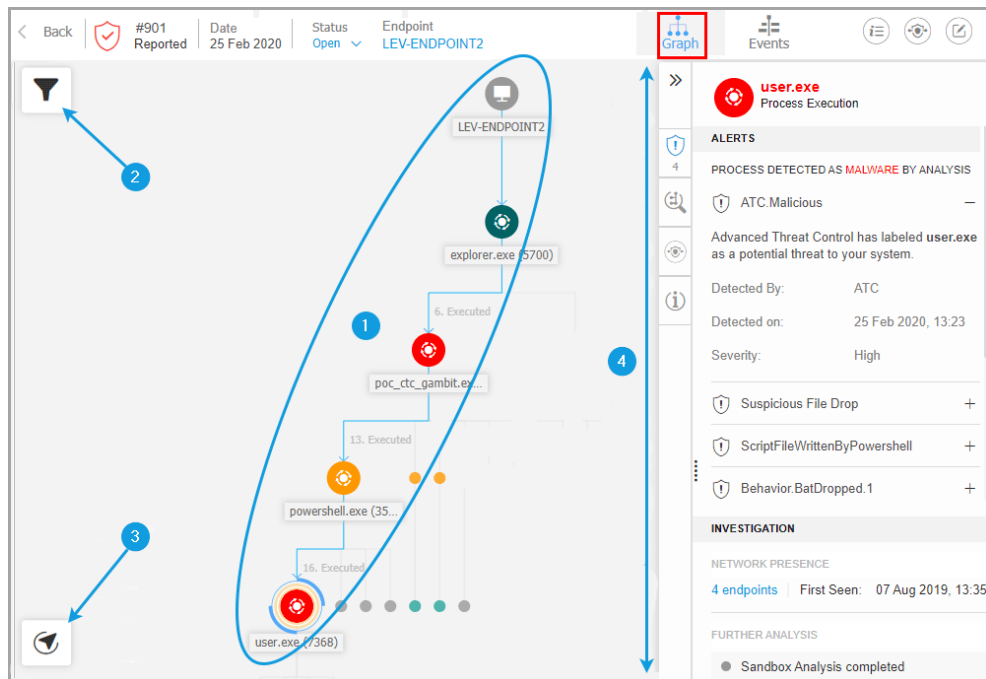 Back
#901
Reported
Date
25 Feb 2020
Status
Open
Endpoint
LEV-ENDPOINT2
Graph
Events
2
LEV-ENDPOINT2
explorer.exe (5700)
6. Executed
1
poc_ctc_gambit.ex...
13. Executed
powershell.exe (35...
3
16. Executed
user.exe (7368)
4
4
user.exe
Process Execution
ALERTS
PROCESS DETECTED AS MALWARE BY ANALYSIS
ATC.Malicious
Advanced Threat Control has labeled user.exe
as a potential threat to your system.
Detected By: ATC
Detected on: 25 Feb 2020, 13:23
Severity: High
Suspicious File Drop
ScriptFileWrittenByPowershell
Behavior.BatDropped.1
INVESTIGATION
NETWORK PRESENCE
4 endpoints First Seen: 07 Aug 2019, 13:35
FURTHER ANALYSIS
Sandbox Analysis completed